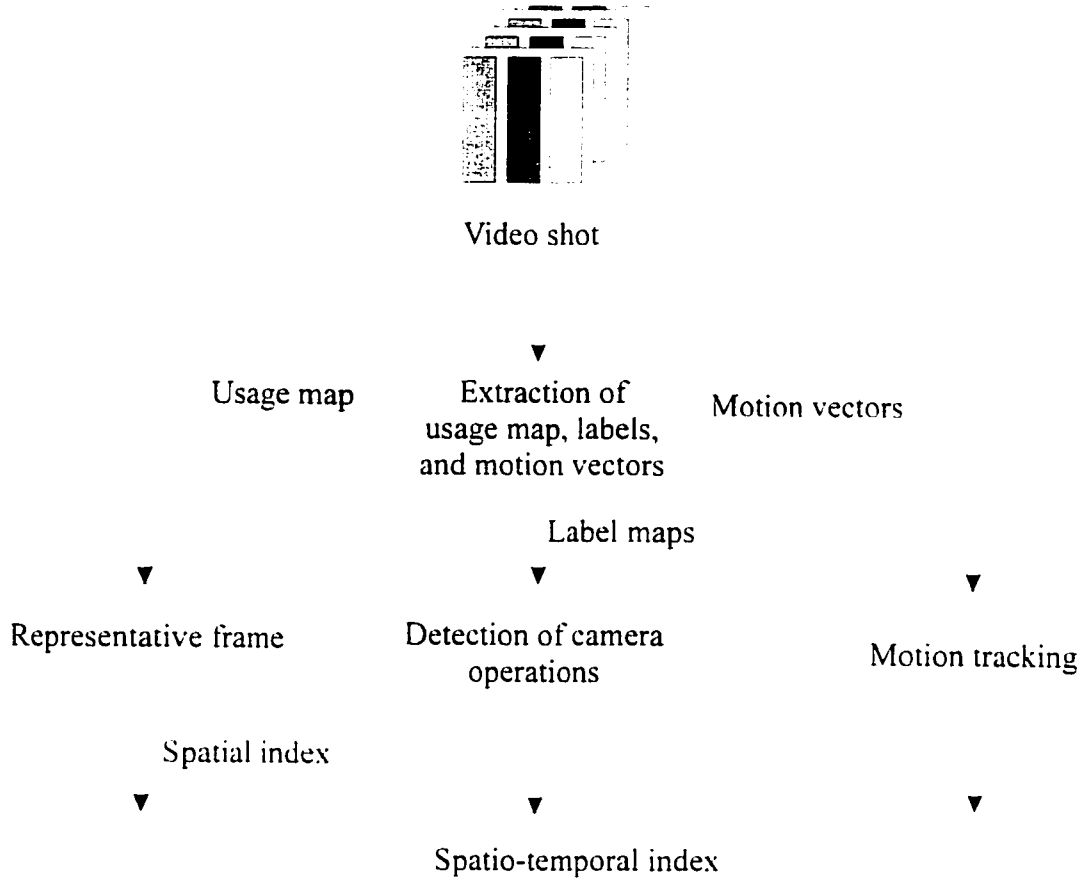 Video shot
Usage map
Extraction of
usage map, labels,
and motion vectors
Motion vectors
Label maps
Representative frame
Detection of camera
operations
Motion tracking
Spatial index
Spatio-temporal index